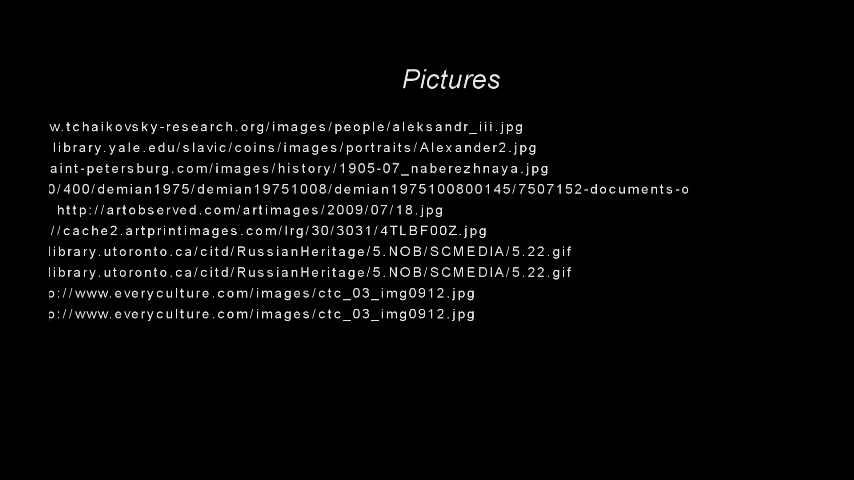 Pictures
w.tchaikovsky-research.org/images/people/aleksandr_iii.jpg
library.yale.edu/slavic/coins/images/portraits/Alexander2.jpg
aint-petersburg.com/images/history/1905-07_naberezhnaya.jpg
0/400/demian1975/demian19751008/demian1975100800145/7507152-documents-o
http://artobserved.com/artimages/2009/07/18.jpg
//cache2.artprintimages.com/lrg/30/3031/4TLBF00Z.jpg
library.utoronto.ca/citd/RussianHeritage/5.NOB/SCMEDIA/5.22.gif
library.utoronto.ca/citd/RussianHeritage/5.NOB/SCMEDIA/5.22.gif
p://www.everyculture.com/images/ctc_03_img0912.jpg
p://www.everyculture.com/images/ctc_03_img0912.jpg